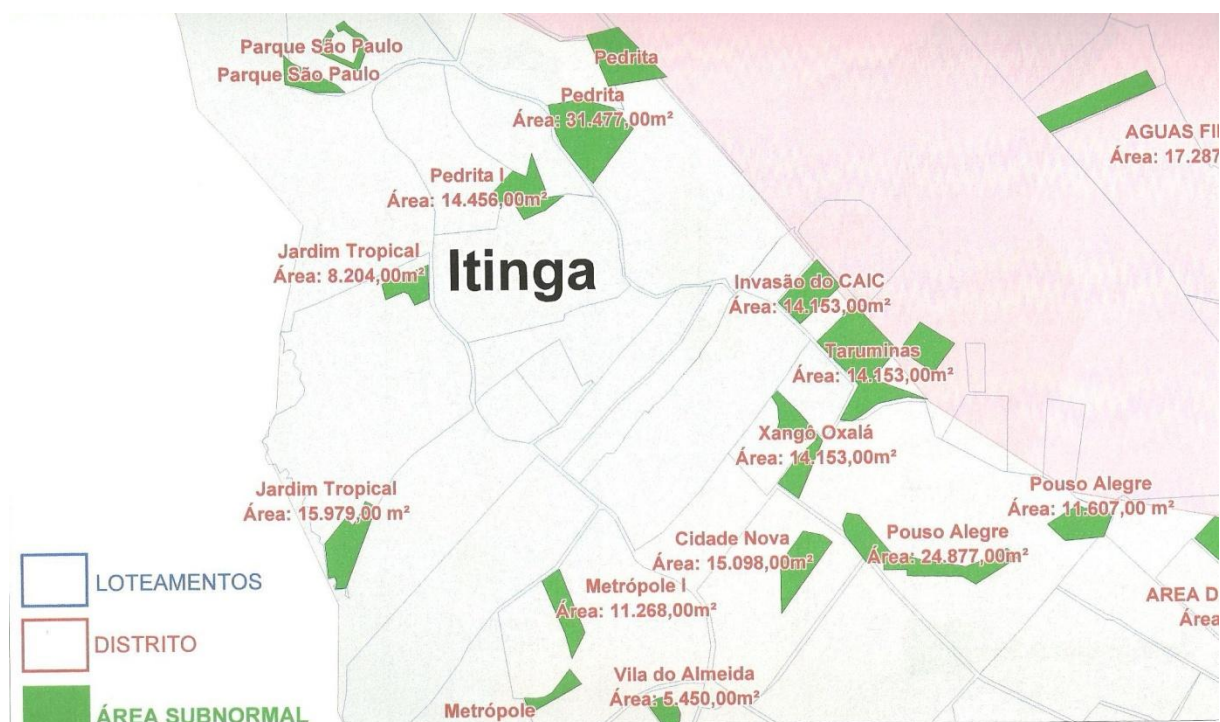 Parque São Paulo
Parque São Paulo
Pedrita
Pedrita
Área: 31.477,00m²
AGUAS FI
Área: 17.287
Pedrita I
Área: 14.456,00m²
Jardim Tropical
Área: 8.204,00m²
Itinga
Invasão do CAIC
Área: 14.153,00m²
Taruminas
Área: 14.153,00m²
Xangô Oxalá
Área: 14.153,00m²
Jardim Tropical
Área: 15.979,00 m²
Pouso Alegre
Área: 11.607,00 m²
Cidade Nova
Área: 15.098,00m²
Pouso Alegre
Área: 24.877,00m²
Metrópole I
Área: 11.268,00m²
AREA D
Área
Vila do Almeida
Área: 5.450,00m²
Metrópole
LOTEAMENTOS
DISTRITO
ÁREA SUBNORMAL